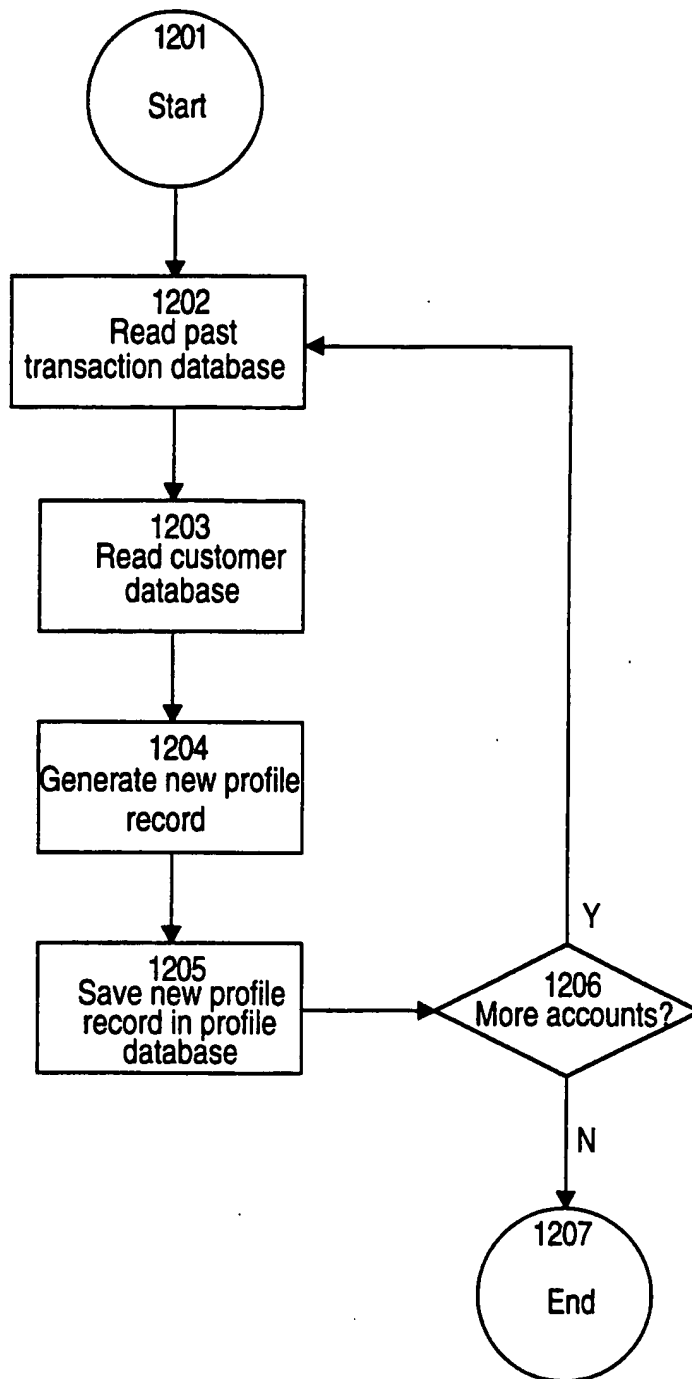 1201
Start
1202
Read past
transaction database
1203
Read customer
database
1204
Generate new profile
record
1205
Save new profile
record in profile
database
Y
1206
More accounts?
N
1207
End